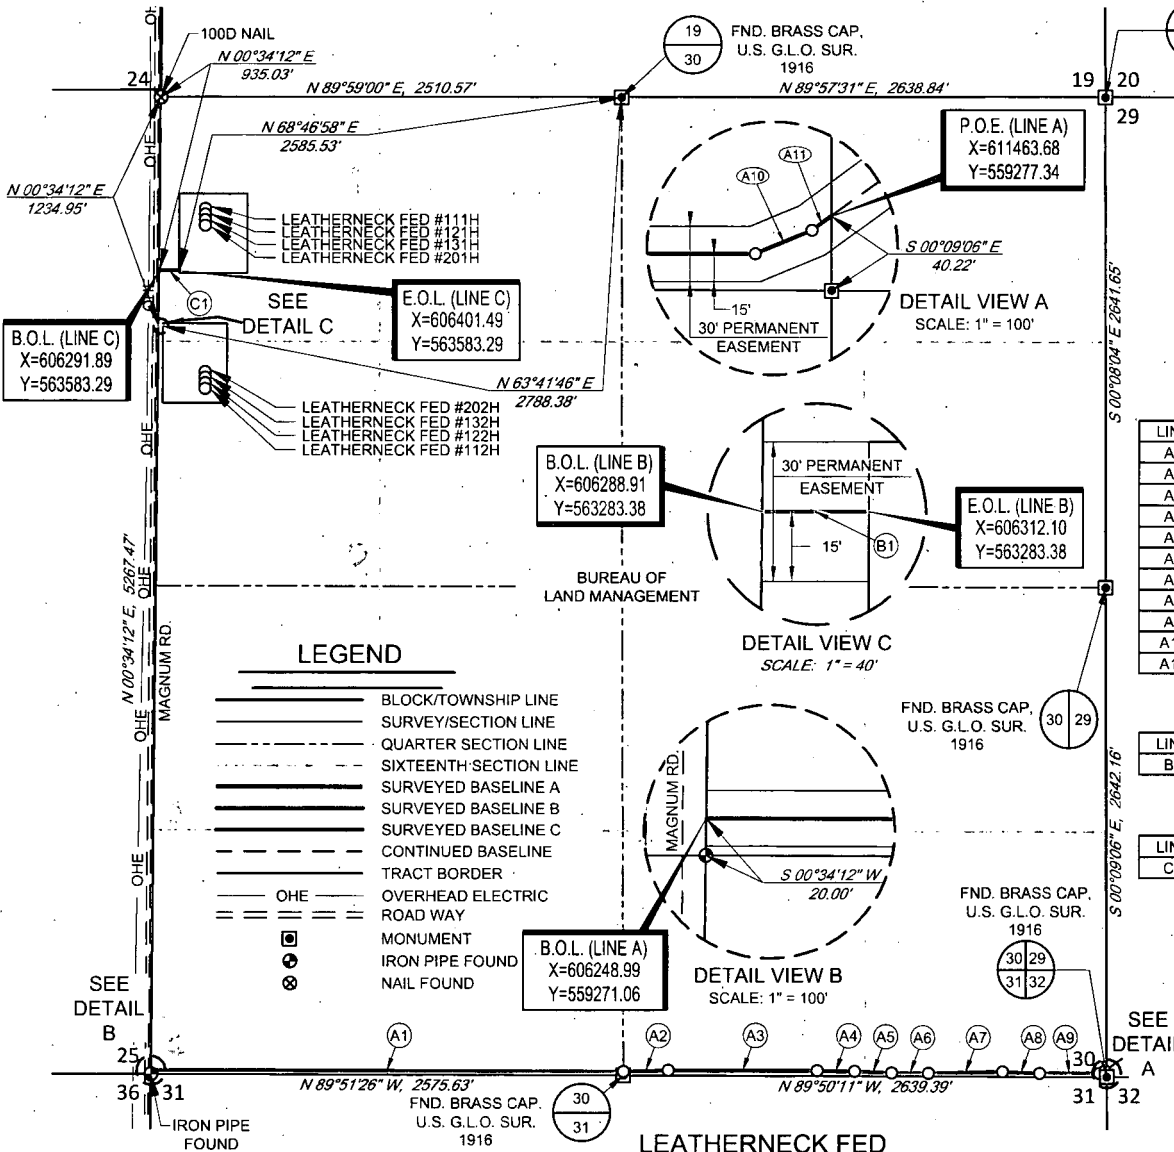 OHE
100D NAIL
N 00°34'12" E
935.03'
19
30
FND. BRASS CAP,
U.S. G.L.O. SUR.
1916
24
N 89°59'00" E, 2510.57'
N 89°57'31" E, 2638.84'
19
20
29
N 68°46'58" E
2585.53'
OHE
N 00°34'12" E
1234.95'
P.O.E. (LINE A)
X=611463.68
Y=559277.34
A10
A11
S 00°09'06" E
40.22'
15'
30' PERMANENT
EASEMENT
DETAIL VIEW A
SCALE: 1" = 100'
S 00°08'04" E 2641.65'
LEATHERNECK FED #111H
LEATHERNECK FED #121H
LEATHERNECK FED #131H
LEATHERNECK FED #201H
OHE
C1
SEE
DETAIL C
B.O.L. (LINE C)
X=606291.89
Y=563583.29
E.O.L. (LINE C)
X=606401.49
Y=563583.29
N 63°41'46" E
2788.38'
LEATHERNECK FED #202H
LEATHERNECK FED #132H
LEATHERNECK FED #122H
LEATHERNECK FED #112H
OHE
B.O.L. (LINE B)
X=606288.91
Y=563283.38
30' PERMANENT
EASEMENT
15'
B1
E.O.L. (LINE B)
X=606312.10
Y=563283.38
LIN
A
A
A
A
A
A
A
A
A
A1
A1
BUREAU OF
LAND MANAGEMENT
DETAIL VIEW C
SCALE: 1" = 40'
N 00°34'12" E, 5267.47'
OHE
MAGNUM RD.
OHE
FND. BRASS CAP,
U.S. G.L.O. SUR.
1916
30
29
LIN
B
LEGEND
BLOCK/TOWNSHIP LINE
SURVEY/SECTION LINE
QUARTER SECTION LINE
SIXTEENTH SECTION LINE
SURVEYED BASELINE A
SURVEYED BASELINE B
SURVEYED BASELINE C
CONTINUED BASELINE
TRACT BORDER
OHE OVERHEAD ELECTRIC
ROAD WAY
MONUMENT
IRON PIPE FOUND
NAIL FOUND
MAGNUM RD.
S 00°34'12" W
20.00'
DETAIL VIEW B
SCALE: 1" = 100'
B.O.L. (LINE A)
X=606248.99
Y=559271.06
S 00°09'06" E, 2642.16'
LIN
C
OHE
FND. BRASS CAP,
U.S. G.L.O. SUR.
1916
30 29
31 32
SEE
DETAIL
B
SEE
DETAIL
A
A1
A2
A3
A4
A5
A6
A7
A8
A9
25
36
31
30
31
32
N 89°51'26" W, 2575.63'
N 89°50'11" W, 2639.39'
IRON PIPE
FOUND
FND. BRASS CAP.
U.S. G.L.O. SUR.
1916
30
31
LEATHERNECK FED